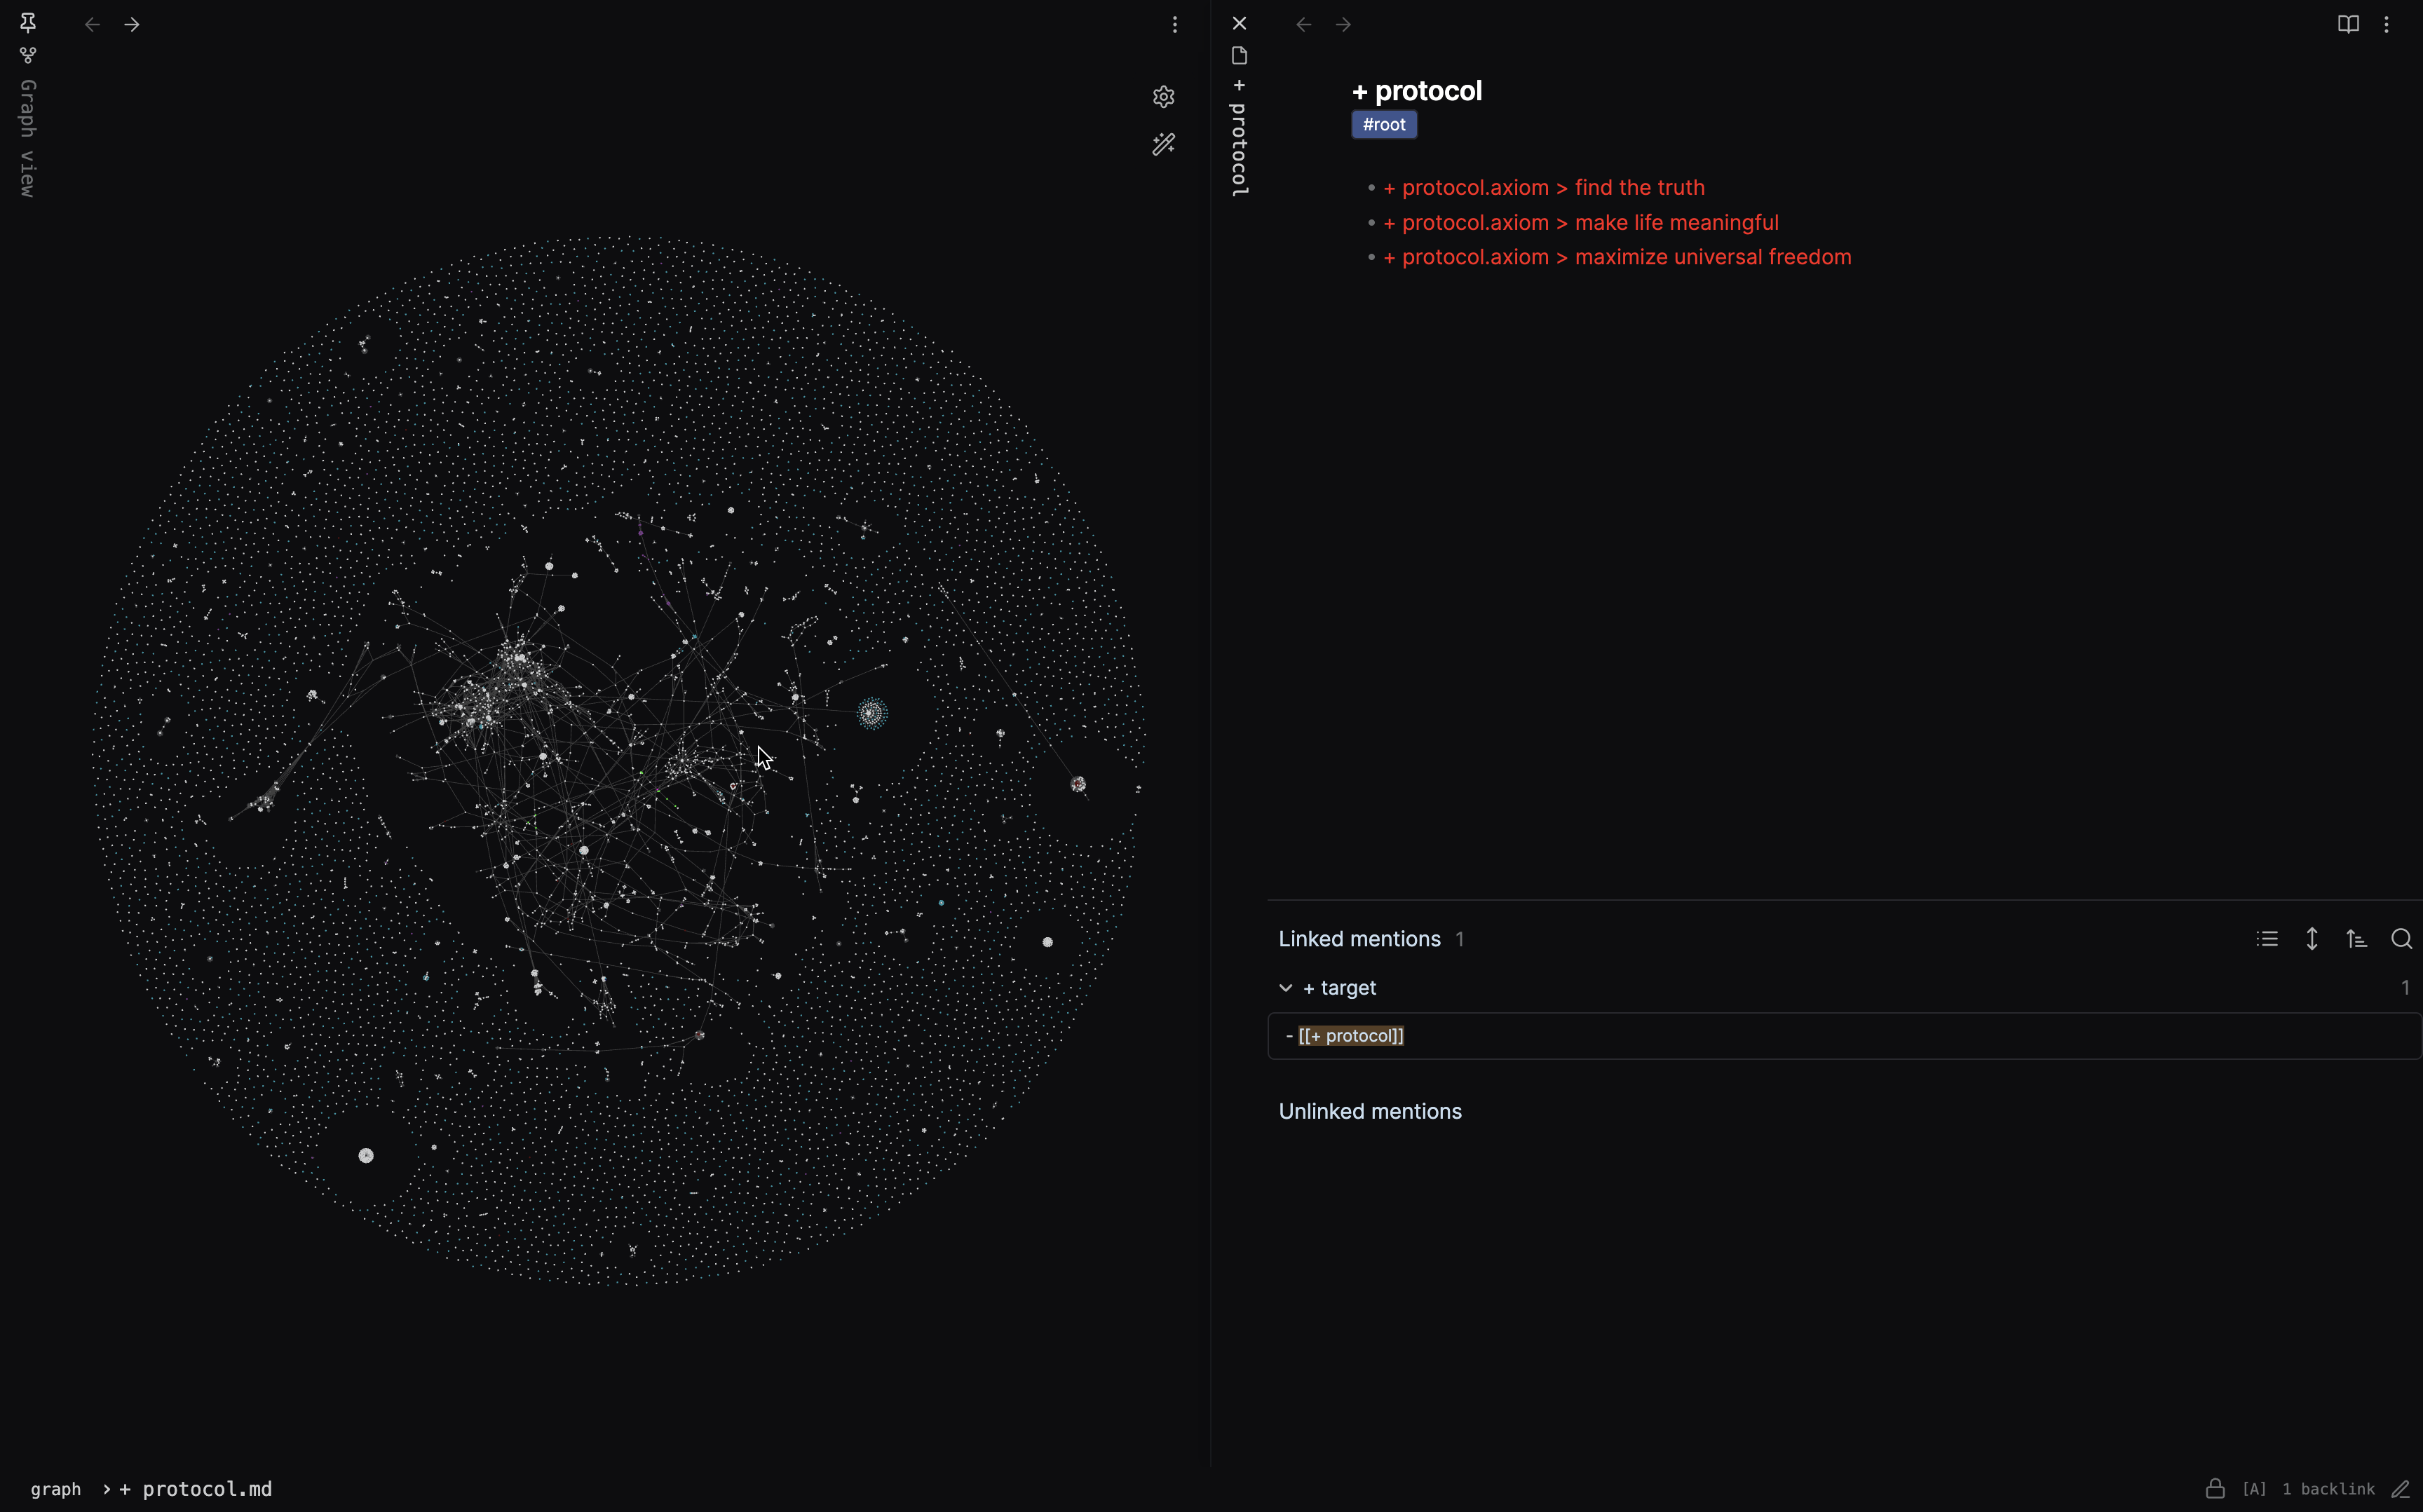 Graph view
+ protocol
+ protocol
#root
+ protocol.axiom > find the truth
+ protocol.axiom > make life meaningful
+ protocol.axiom > maximize universal freedom
Linked mentions 1
+ target 1
- [[+ protocol]]
Unlinked mentions
graph > + protocol.md
[A] 1 backlink